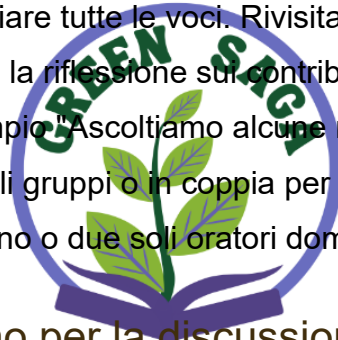 iare tutte le voci. Rivisita
la riflessione sui contrib
GREEN SAGA
pio "Ascoltiamo alcune
li gruppi o in coppia per
no o due soli oratori dom
no per la discussion